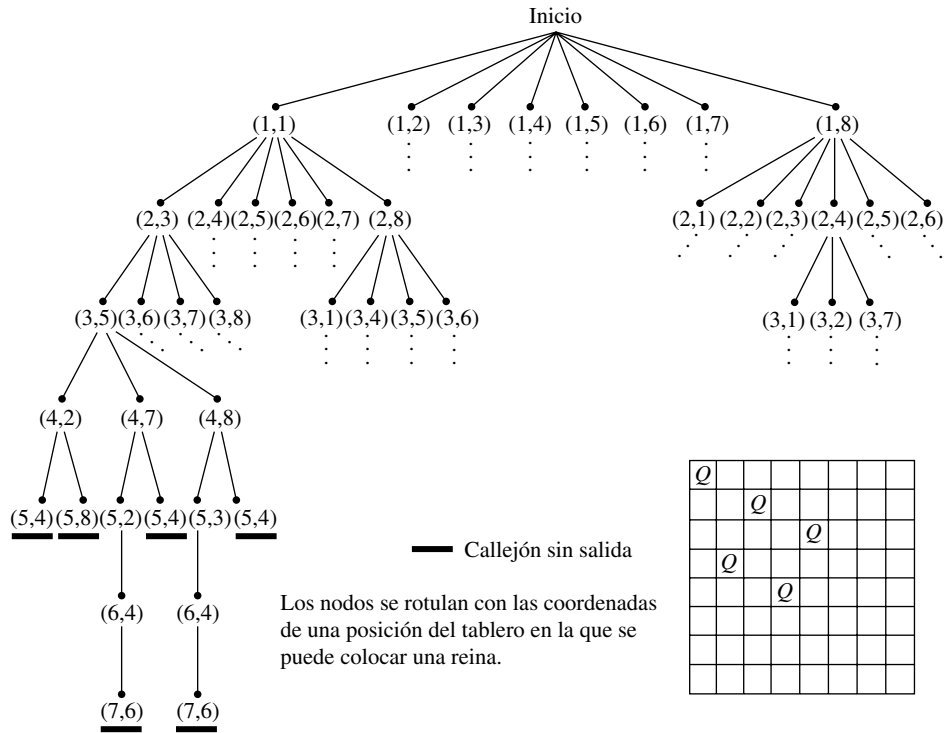 Inicio
(1,1) (1,2) (1,3) (1,4) (1,5) (1,6) (1,7) (1,8)
(2,3) (2,4) (2,5) (2,6) (2,7) (2,8) (2,1) (2,2) (2,3) (2,4) (2,5) (2,6)
(3,5) (3,6) (3,7) (3,8) (3,1) (3,4) (3,5) (3,6) (3,1) (3,2) (3,7)
(4,2) (4,7) (4,8)
(5,4) (5,8) (5,2) (5,4) (5,3) (5,4)
(6,4) (6,4)
(7,6) (7,6)
Callejón sin salida
Los nodos se rotulan con las coordenadas
de una posición del tablero en la que se
puede colocar una reina.
Q
Q
Q
Q
Q